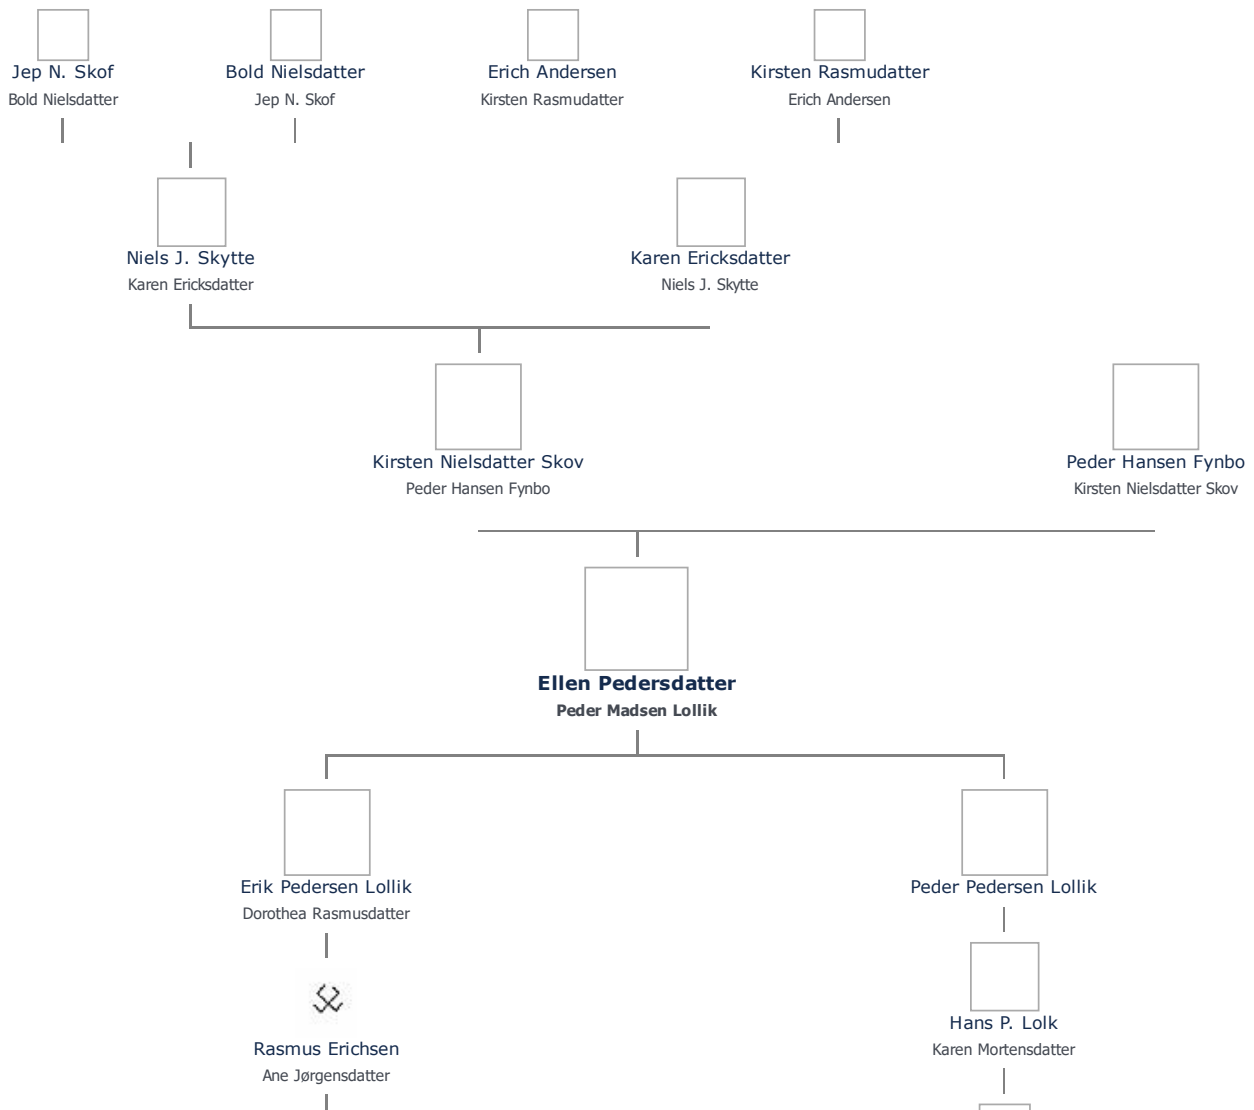 Jep N. Skof
Bold Nielsdatter
Bold Nielsdatter
Jep N. Skof
Erich Andersen
Kirsten Rasmudatter
Kirsten Rasmudatter
Erich Andersen
Niels J. Skytte
Karen Ericksdatter
Karen Ericksdatter
Niels J. Skytte
Kirsten Nielsdatter Skov
Peder Hansen Fynbo
Peder Hansen Fynbo
Kirsten Nielsdatter Skov
Ellen Pedersdatter
Peder Madsen Lollik
Erik Pedersen Lollik
Dorothea Rasmusdatter
Peder Pedersen Lollik
Rasmus Erichsen
Ane Jørgensdatter
Hans P. Lolk
Karen Mortensdatter